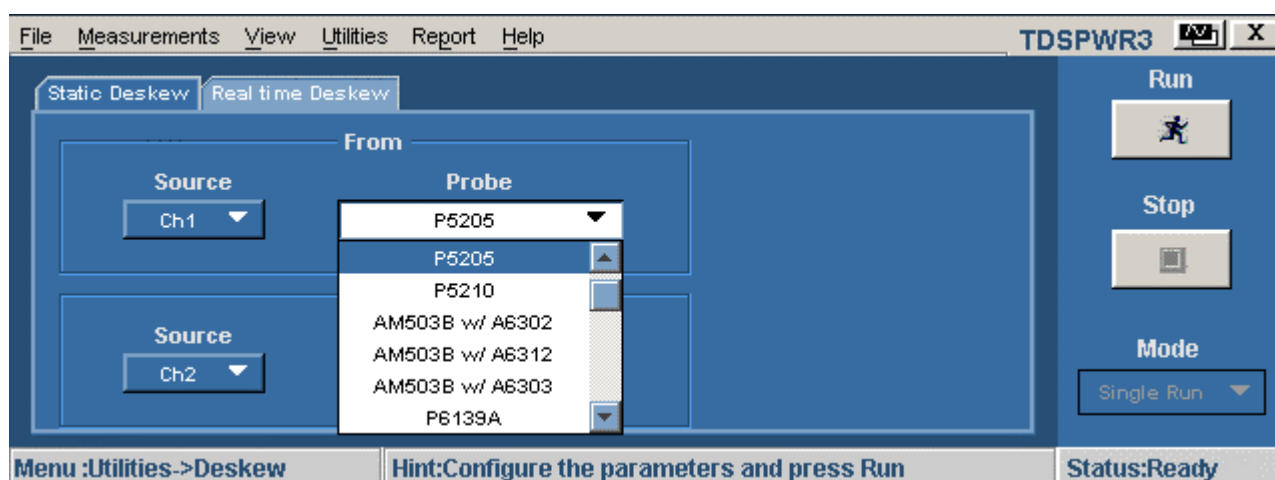 File Measurements View Utilities Report Help TDSPWR3 X
Static Deskew Real time Deskew
From
Source Probe
Ch1 P5205
P5205
P5210
AM503B w/ A6302
AM503B w/ A6312
AM503B w/ A6303
P6139A
Source
Ch2
Run
Stop
Mode
Single Run
Menu :Utilities->Deskew Hint:Configure the parameters and press Run Status:Ready